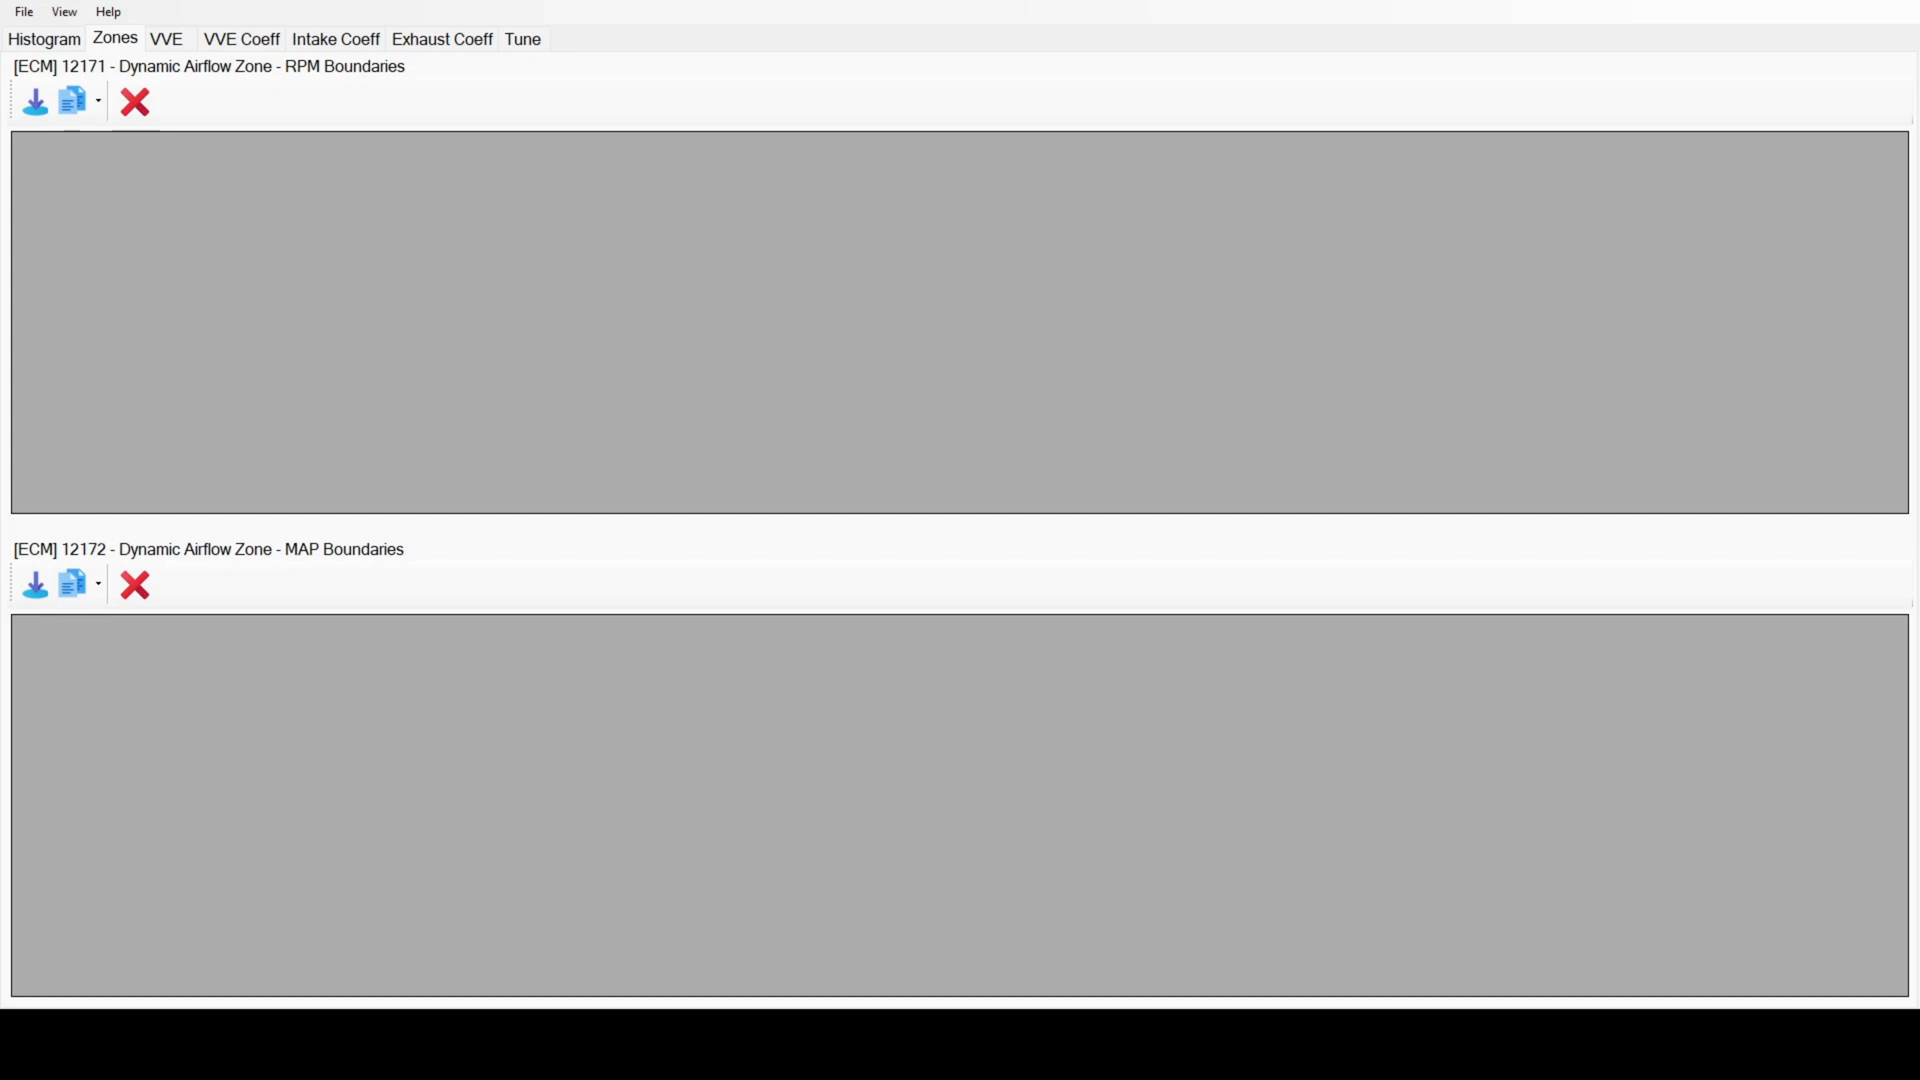 File View Help
Histogram Zones VVE VVE Coeff Intake Coeff Exhaust Coeff Tune
[ECM] 12171 - Dynamic Airflow Zone - RPM Boundaries
[ECM] 12172 - Dynamic Airflow Zone - MAP Boundaries